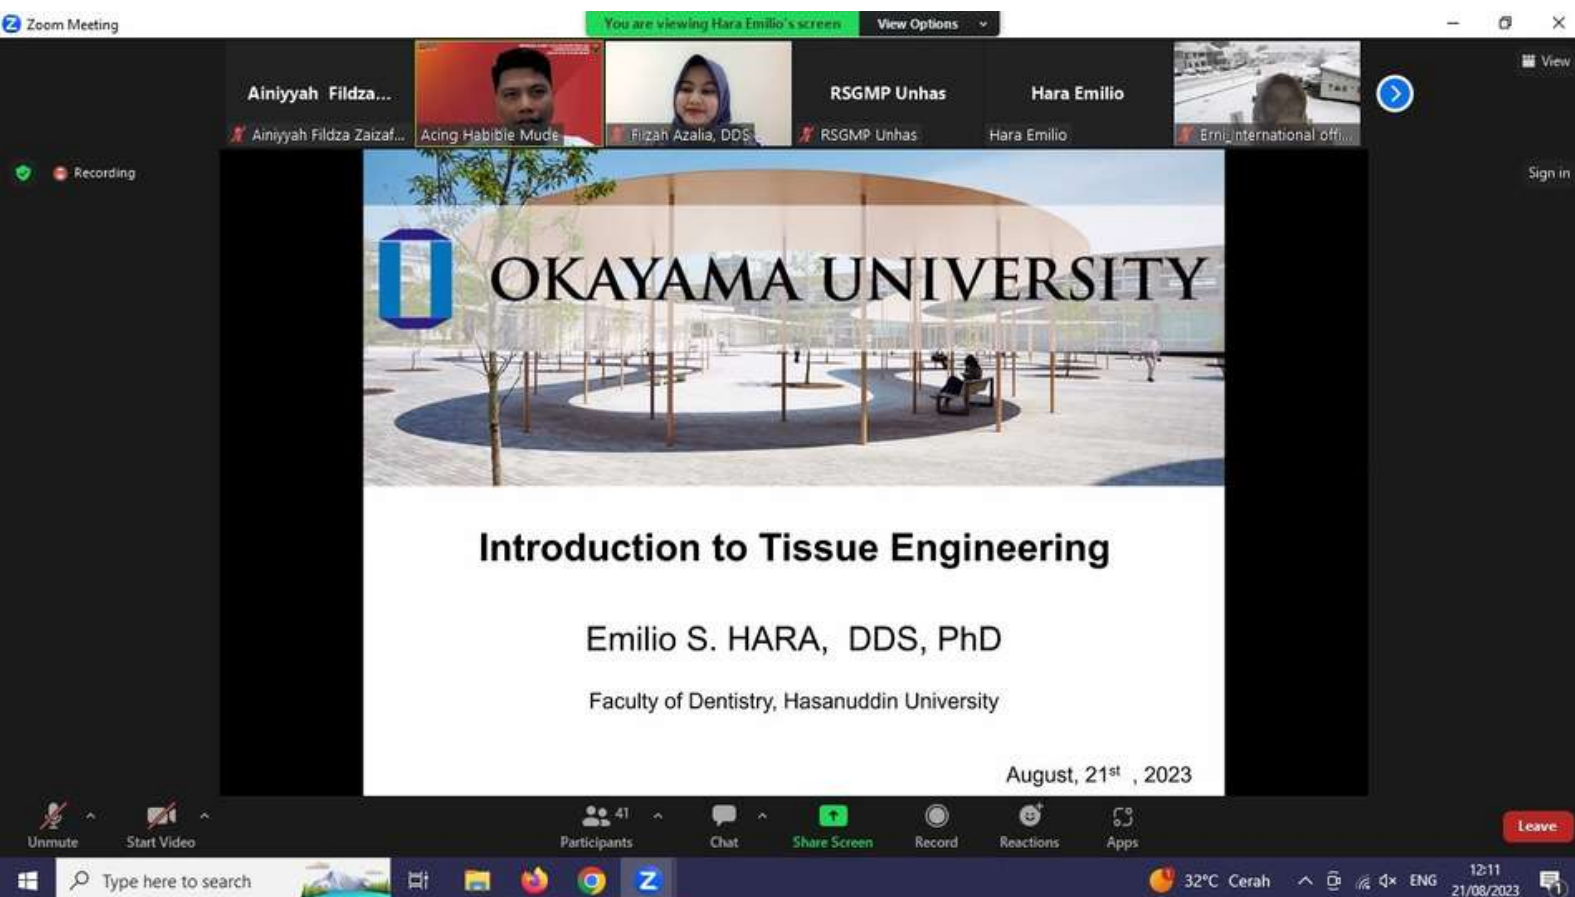 Zoom Meeting
You are viewing Hara Emilio's screen
View Options
View
Ainiyyah Fildza...
RSGMP Unhas
Hara Emilio
Ainiyyah Fildza Zaizaf...
Acing Habibie Mude
Fiizah Azalia, DDS
RSGMP Unhas
Hara Emilio
Erni_International offi...
Recording
Sign in
OKAYAMA UNIVERSITY
Introduction to Tissue Engineering
Emilio S. HARA, DDS, PhD
Faculty of Dentistry, Hasanuddin University
August, 21st , 2023
Unmute
Start Video
41
Participants
Chat
Share Screen
Record
Reactions
Apps
Leave
Type here to search
32°C Cerah
ENG
12:11
21/08/2023
1